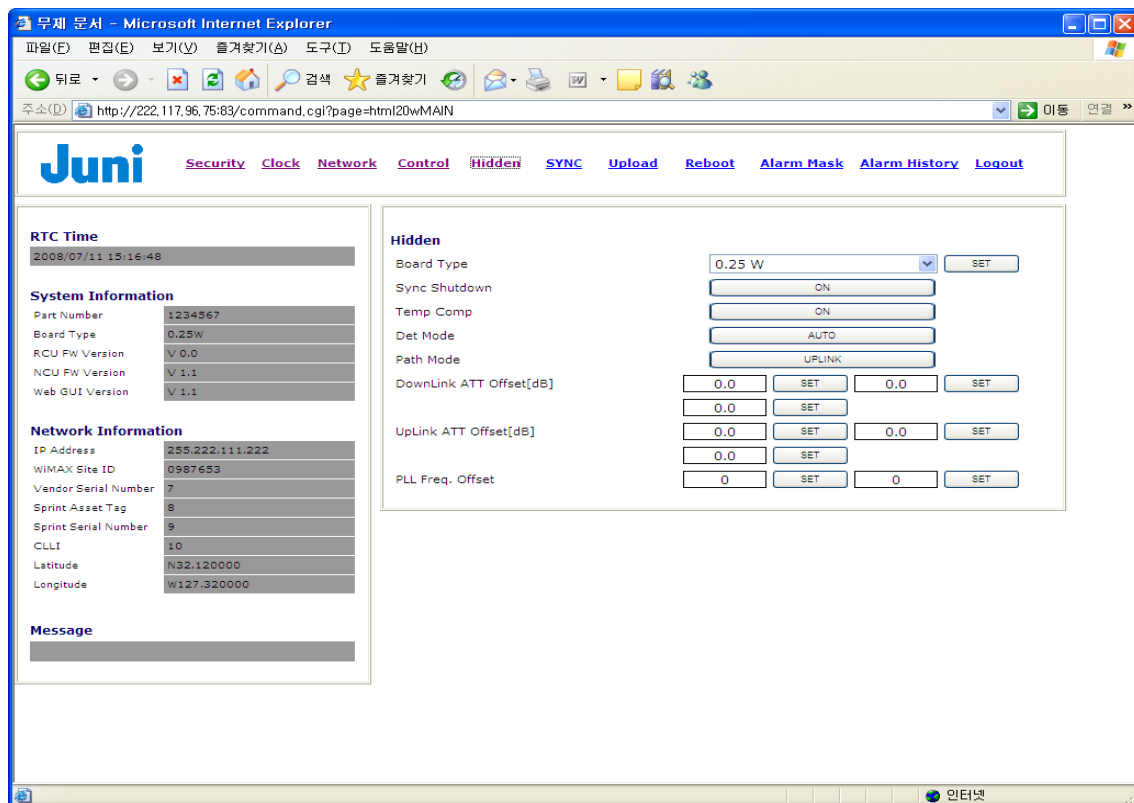 무제 문서 - Microsoft Internet Explorer
파일(F) 편집(E) 보기(V) 즐겨찾기(A) 도구(T) 도움말(H)
뒤로 검색 즐겨찾기
주소(D) http://222.117.96.75:83/command.cgi?page=html20wMAIN 이동 연결 »
Juni Security Clock Network Control Hidden SYNC Upload Reboot Alarm Mask Alarm History Logout
RTC Time
2008/07/11 15:16:48
System Information
Part Number 1234567
Board Type 0.25W
RCU FW Version V 0.0
NCU FW Version V 1.1
Web GUI Version V 1.1
Network Information
IP Address 255.222.111.222
WiMAX Site ID 0987653
Vendor Serial Number 7
Sprint Asset Tag 8
Sprint Serial Number 9
CLLI 10
Latitude N32.120000
Longitude W127.320000
Message
Hidden
Board Type 0.25 W SET
Sync Shutdown ON
Temp Comp ON
Det Mode AUTO
Path Mode UPLINK
DownLink ATT Offset[dB] 0.0 SET 0.0 SET
0.0 SET
UpLink ATT Offset[dB] 0.0 SET 0.0 SET
0.0 SET
PLL Freq. Offset 0 SET 0 SET
인터넷